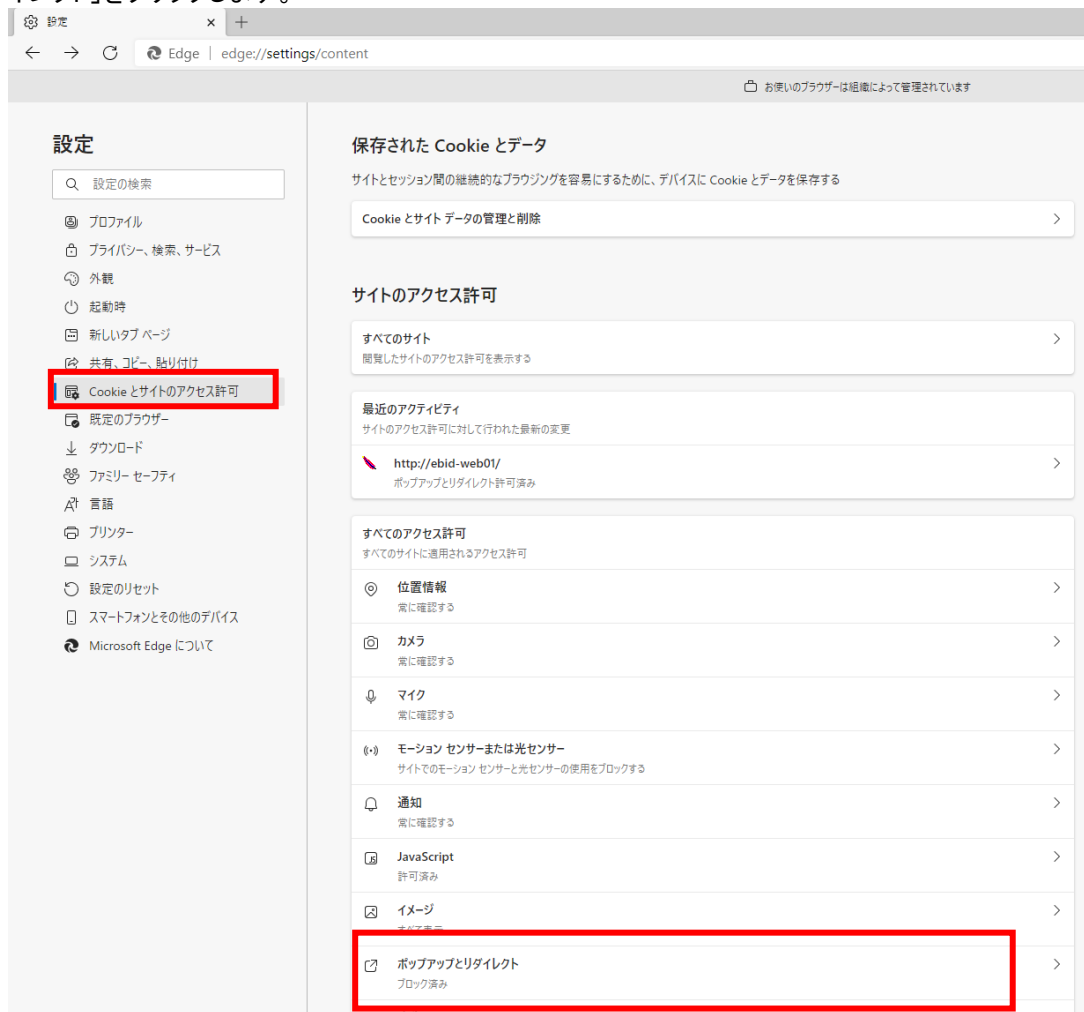 設定
Edge | edge://settings/content
お使いのブラウザーは組織によって管理されています
設定
設定の検索
プロファイル
プライバシー、検索、サービス
外観
起動時
新しいタブ ページ
共有、コピー、貼り付け
Cookie とサイトのアクセス許可
既定のブラウザー
ダウンロード
ファミリー セーフティ
言語
プリンター
システム
設定のリセット
スマートフォンとその他のデバイス
Microsoft Edge について
保存された Cookie とデータ
サイトとセッション間の継続的なブラウジングを容易にするために、デバイスに Cookie とデータを保存する
Cookie とサイト データの管理と削除
サイトのアクセス許可
すべてのサイト
閲覧したサイトのアクセス許可を表示する
最近のアクティビティ
サイトのアクセス許可に対して行われた最新の変更
http://ebid-web01/
ポップアップとリダイレクト許可済み
すべてのアクセス許可
すべてのサイトに適用されるアクセス許可
位置情報
常に確認する
カメラ
常に確認する
マイク
常に確認する
モーション センサーまたは光センサー
サイトでのモーション センサーと光センサーの使用をブロックする
通知
常に確認する
JavaScript
許可済み
イメージ
すべて表示
ポップアップとリダイレクト
ブロック済み